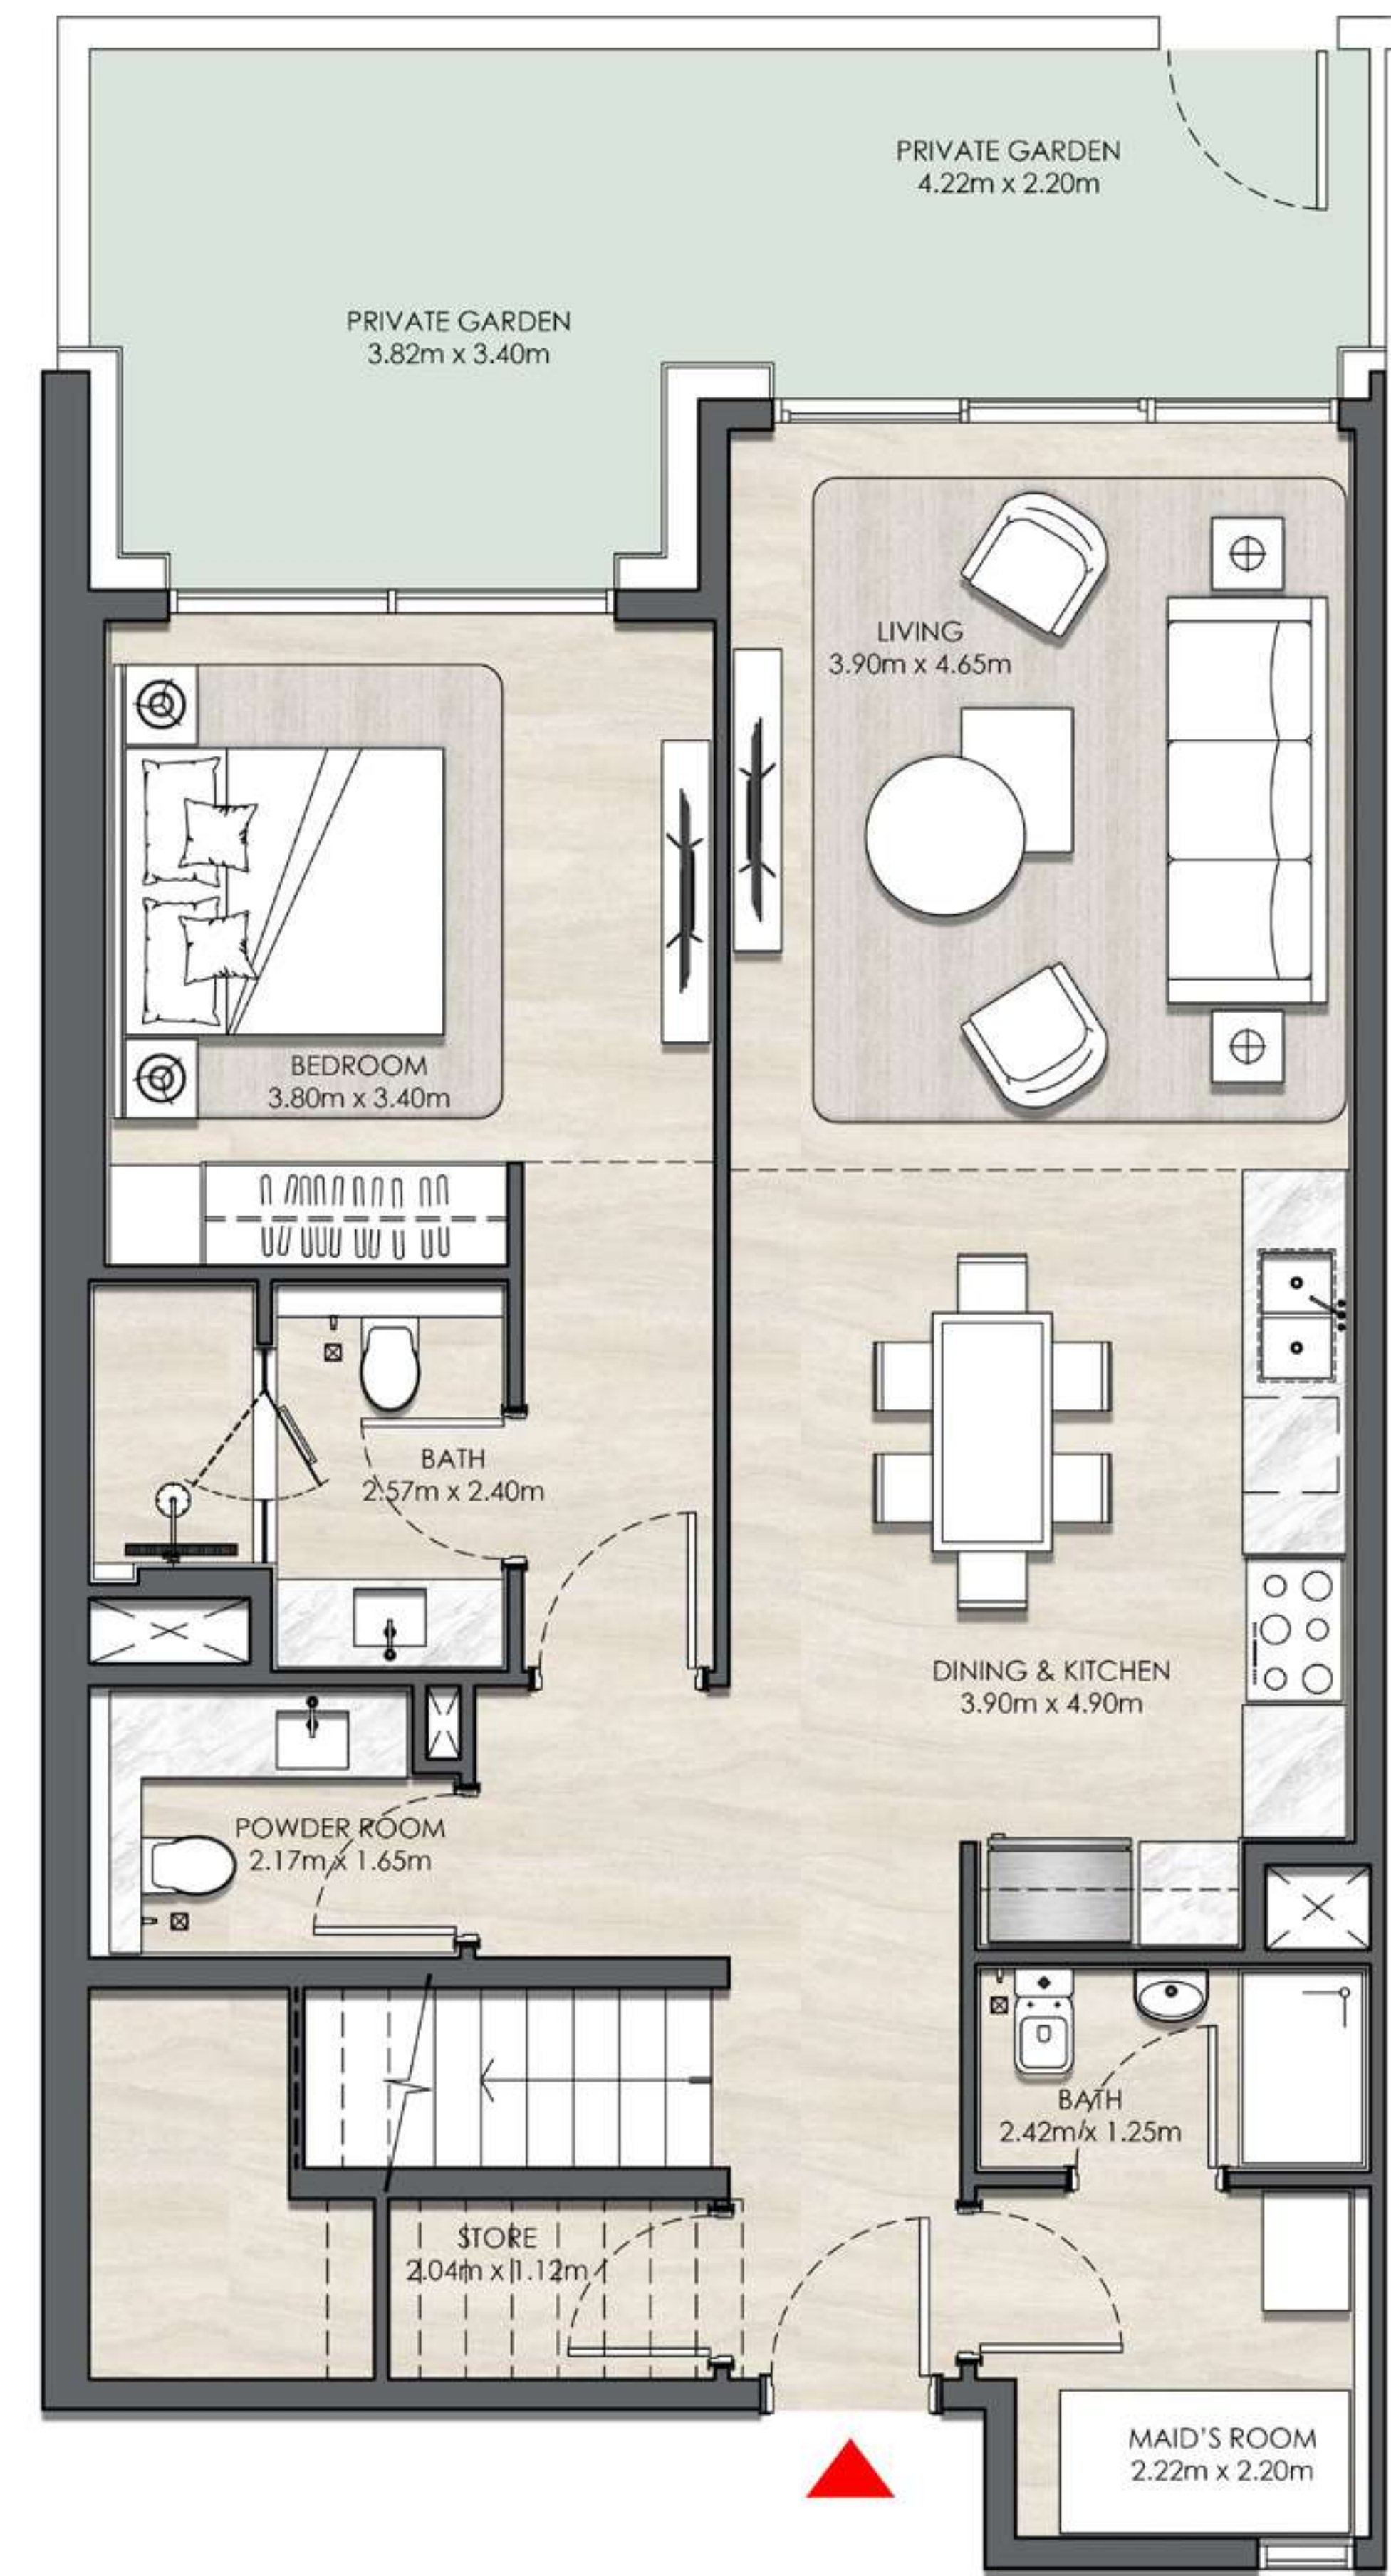 PRIVATE GARDEN
4.22m x 2.20m
PRIVATE GARDEN
3.82m x 3.40m
LIVING
3.90m x 4.65m
BEDROOM
3.80m x 3.40m
BATH
2.57m x 2.40m
DINING & KITCHEN
3.90m x 4.90m
POWDER ROOM
2.17m x 1.65m
BATH
2.42m x 1.25m
STORE
2.04m x 1.12m
MAID'S ROOM
2.22m x 2.20m